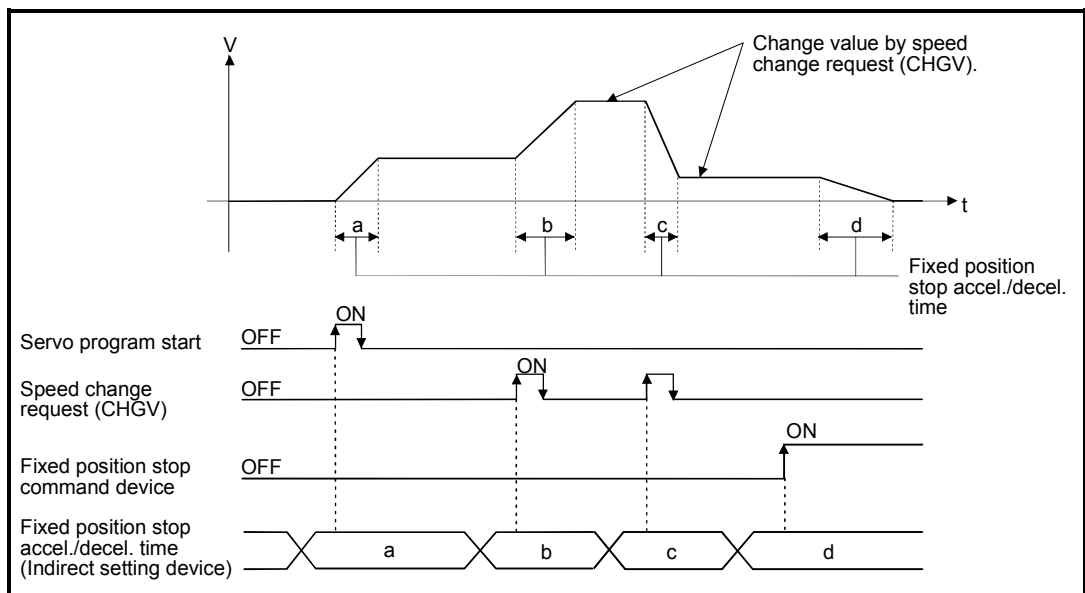 V
Change value by speed
change request (CHGV).
t
a
b
c
d
Fixed position
stop accel./decel.
time
ON
Servo program start
OFF
ON
Speed change
request (CHGV)
OFF
ON
Fixed position stop
command device
OFF
Fixed position stop
accel./decel. time
(Indirect setting device)
a
b
c
d